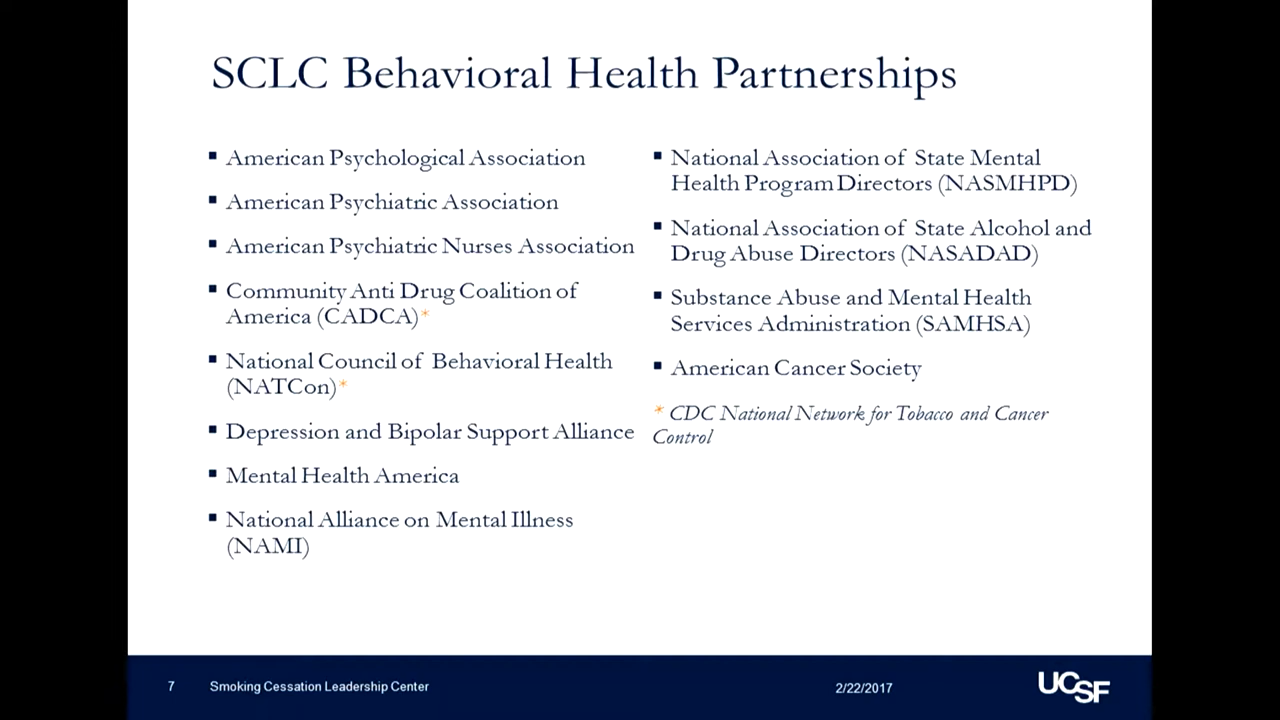 SCLC Behavioral Health Partnerships
▪ American Psychological Association
▪ American Psychiatric Association
▪ American Psychiatric Nurses Association
▪ Community Anti Drug Coalition of
America (CADCA)*
▪ National Council of Behavioral Health
(NATCon)*
▪ Depression and Bipolar Support Alliance
▪ Mental Health America
▪ National Alliance on Mental Illness
(NAMI)
▪ National Association of State Mental
Health Program Directors (NASMHPD)
▪ National Association of State Alcohol and
Drug Abuse Directors (NASADAD)
▪ Substance Abuse and Mental Health
Services Administration (SAMHSA)
▪ American Cancer Society
* CDC National Network for Tobacco and Cancer
Control
7 Smoking Cessation Leadership Center 2/22/2017 UCSF